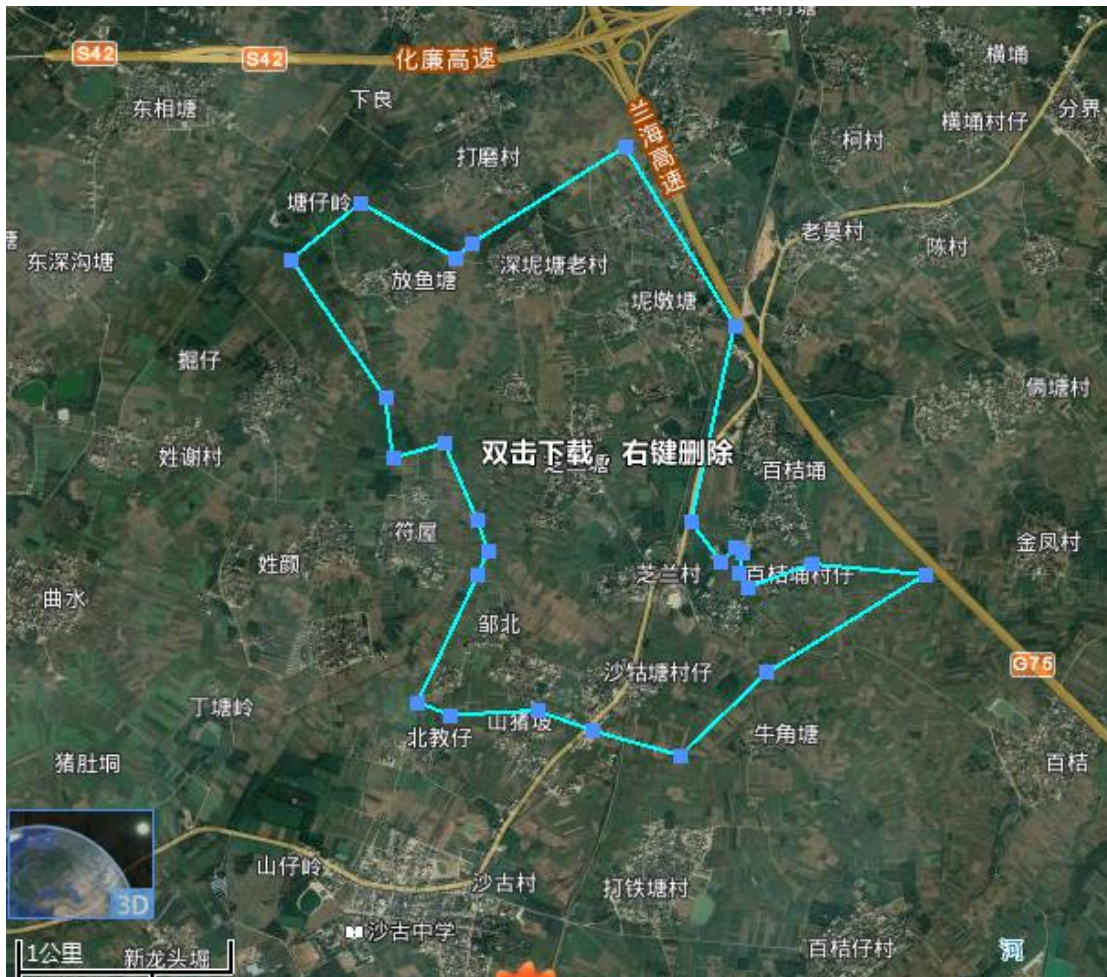 申村塘
S42
S42
化廉高速
横埇
东相塘
下良
兰海高速
分界
横埇村仔
柯村
打磨村
塘仔岭
老莫村
陈村
东深沟塘
放鱼塘
深坭塘老村
坭墩塘
掘仔
俩塘村
姓谢村
双击下载，右键删除
百桔埇
符屋
金凤村
姓颜
芝兰村
百桔埇村仔
曲水
邹北
沙牯塘村仔
G75
丁塘岭
山猪坡
北教仔
牛角塘
猪肚垌
百桔
山仔岭
沙古村
打铁塘村
3D
沙古中学
1公里
新龙头堀
百桔仔村
河